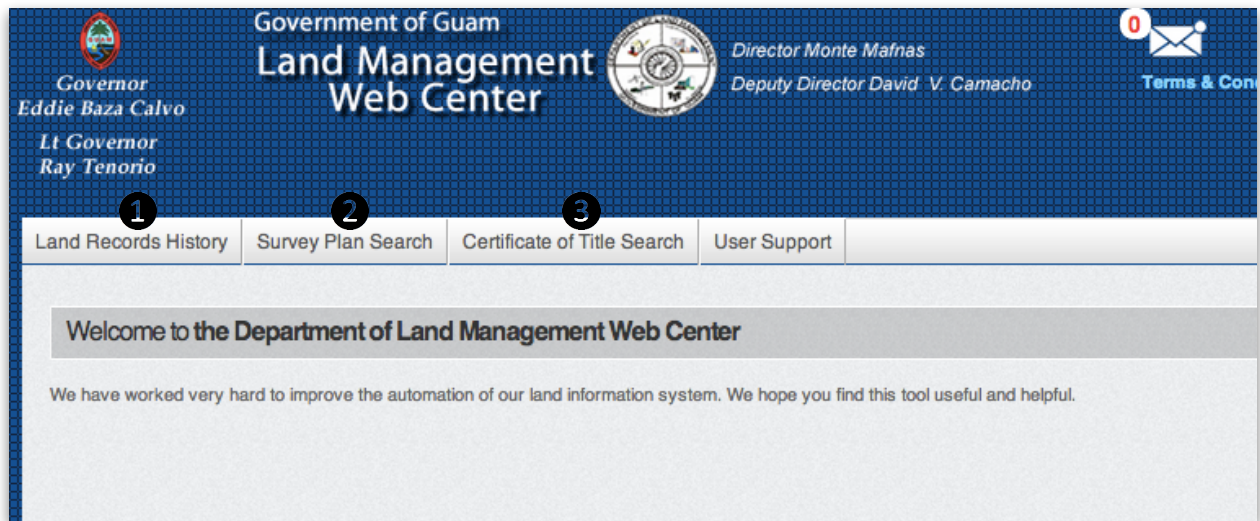 Governor
Eddie Baza Calvo
Lt Governor
Ray Tenorio
Government of Guam
Land Management
Web Center
Director Monte Mafnas
Deputy Director David V. Camacho
0
Terms & Con
1
2
3
Land Records History
Survey Plan Search
Certificate of Title Search
User Support
Welcome to the Department of Land Management Web Center
We have worked very hard to improve the automation of our land information system. We hope you find this tool useful and helpful.